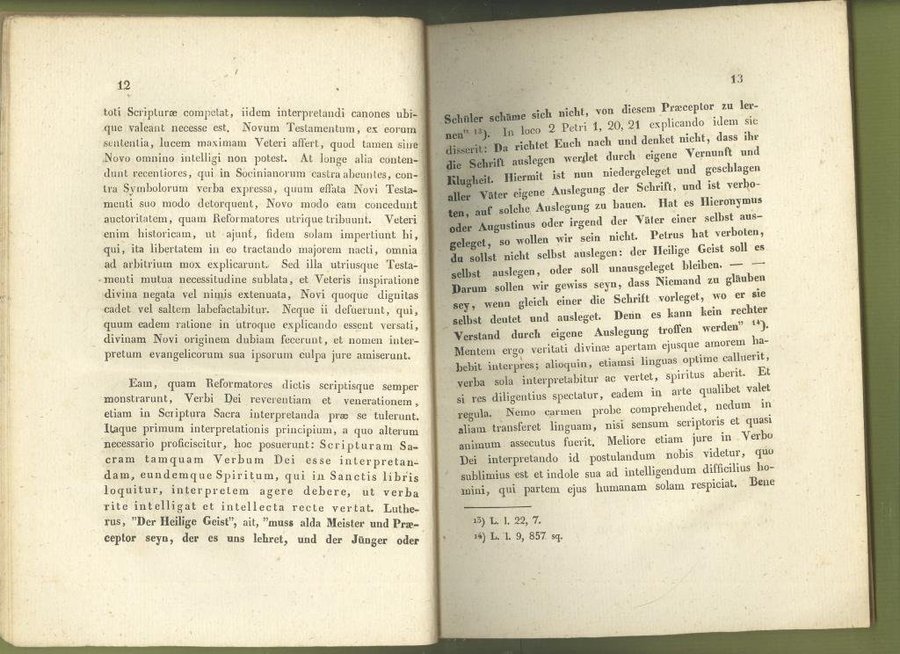 12
toti Scripturæ competat, iidem interpretandi canones ubi-
que valeant necesse est. Novum Testamentum, ex eorum
sententia, lucem maximam Veteri affert, quod tamen sine
Novo omnino intelligi non potest. At longe alia conten-
dunt recentiores, qui in Socinianorum castra abeuntes, con-
tra Symbolorum verba expressa, quum effata Novi Testa-
menti suo modo detorquent, Novo modo eam concedunt
auctoritatem, quam Reformatores utrique tribuunt. Veteri
enim historicam, ut ajunt, fidem solam impertiunt hi,
qui, ita libertatem in eo tractando majorem nacti, omnia
ad arbitrium mox explicarunt. Sed illa utriusque Testa-
menti mutua necessitudine sublata, et Veteris inspiratione
divina negata vel nimis extenuata, Novi quoque dignitas
cadet vel saltem labefactabitur. Neque ii defuerunt, qui,
quum eadem ratione in utroque explicando essent versati,
divinam Novi originem dubiam fecerunt, et nomen inter-
pretum evangelicorum sua ipsorum culpa jure amiserunt.
Eam, quam Reformatores dictis scriptisque semper
monstrarunt, Verbi Dei reverentiam et venerationem,
etiam in Scriptura Sacra interpretanda præ se tulerunt.
Itaque primum interpretationis principium, a quo alterum
necessario proficiscitur, hoc posuerunt: Scripturam Sa-
cram tamquam Verbum Dei esse interpretan-
dam, eundemque Spiritum, qui in Sanctis libris
loquitur, interpretem agere debere, ut verba
rite intelligat et intellecta recte vertat. Luthe-
rus, "Der Heilige Geist", ait, "muss alda Meister und Præ-
ceptor seyn, der es uns lehret, und der Jünger oder
13
Schüler schäme sich nicht, von diesem Præceptor zu ler-
nen" 13). In loco 2 Petri 1, 20, 21 explicando idem sic
disserit: Da richtet Euch nach und denket nicht, dass ihr
die Schrift auslegen werdet durch eigene Vernunft und
Klugheit. Hiermit ist nun niedergeleget und geschlagen
aller Väter eigene Auslegung der Schrift, und ist verbo-
ten, auf solche Auslegung zu bauen. Hat es Hieronymus
oder Augustinus oder irgend der Väter einer selbst aus-
geleget, so wollen wir sein nicht. Petrus hat verboten,
du sollst nicht selbst auslegen: der Heilige Geist soll es
selbst auslegen, oder soll unausgeleget bleiben. — —
Darum sollen wir gewiss seyn, dass Niemand zu gläuben
sey, wenn gleich einer die Schrift vorleget, wo er sie
selbst deutet und ausleget. Denn es kann kein rechter
Verstand durch eigene Auslegung troffen werden" 14).
Mentem ergo veritati divinæ apertam ejusque amorem ha-
bebit interpres; alioquin, etiamsi linguas optime calluerit,
verba sola interpretabitur ac vertet, spiritus aberit. Et
si res diligentius spectatur, eadem in arte qualibet valet
regula. Nemo carmen probe comprehendet, nedum in
aliam transferet linguam, nisi sensum scriptoris et quasi
animum assecutus fuerit. Meliore etiam jure in Verbo
Dei interpretando id postulandum nobis videtur, quo
sublimius est et indole sua ad intelligendum difficilius ho-
mini, qui partem ejus humanam solam respiciat. Bene
13) L. l. 22, 7.
14) L. l. 9, 857 sq.